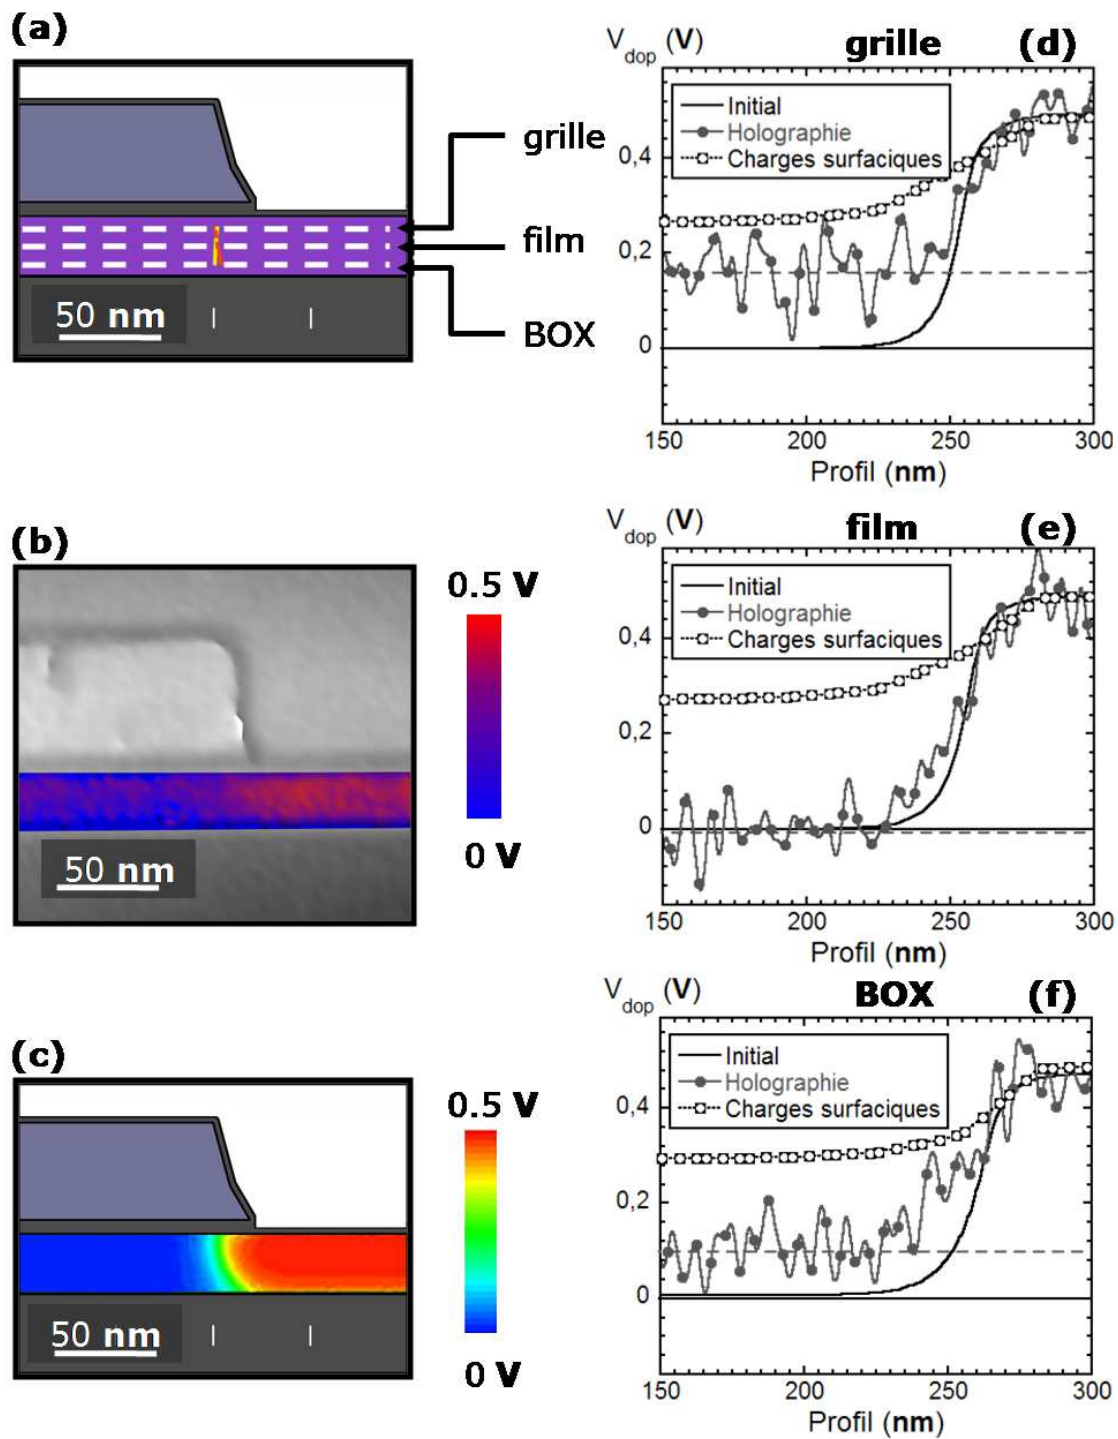 (a)
grille
film
BOX
50 nm
V_dop (V)
grille
(d)
Initial
Holographie
Charges surfaciques
0,4
0,2
0
150
200
250
300
Profil (nm)
(b)
0.5 V
0 V
50 nm
V_dop (V)
film
(e)
Initial
Holographie
Charges surfaciques
0,4
0,2
0
150
200
250
300
Profil (nm)
(c)
0.5 V
0 V
50 nm
V_dop (V)
BOX
(f)
Initial
Holographie
Charges surfaciques
0,4
0,2
0
150
200
250
300
Profil (nm)